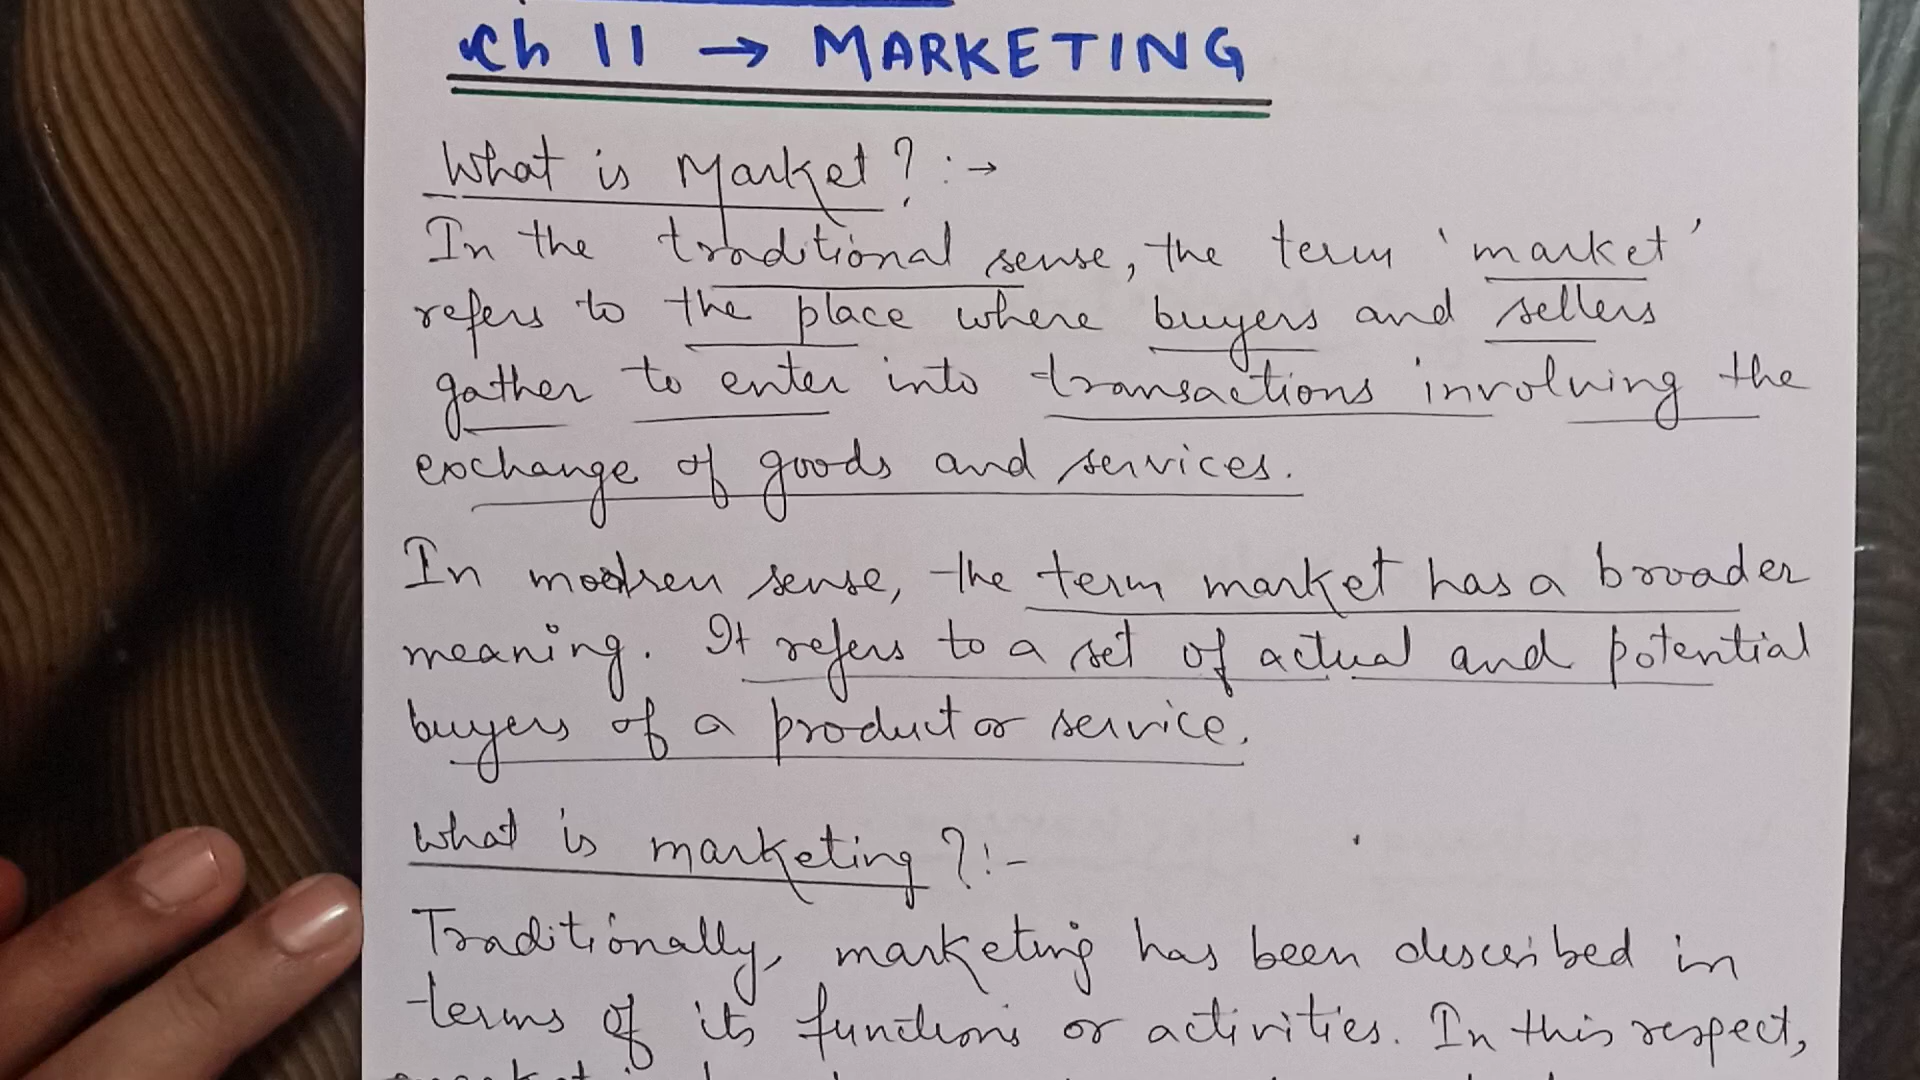 Ch 11 → MARKETING
What is Market? :→
In the traditional sense, the term 'market'
refers to the place where buyers and sellers
gather to enter into transactions involving the
exchange of goods and services.
In modren sense, the term market has a broader
meaning. It refers to a set of actual and potential
buyers of a product or service.
What is marketing?:-
Traditionally, marketing has been described in
terms of its functions or activities. In this respect,